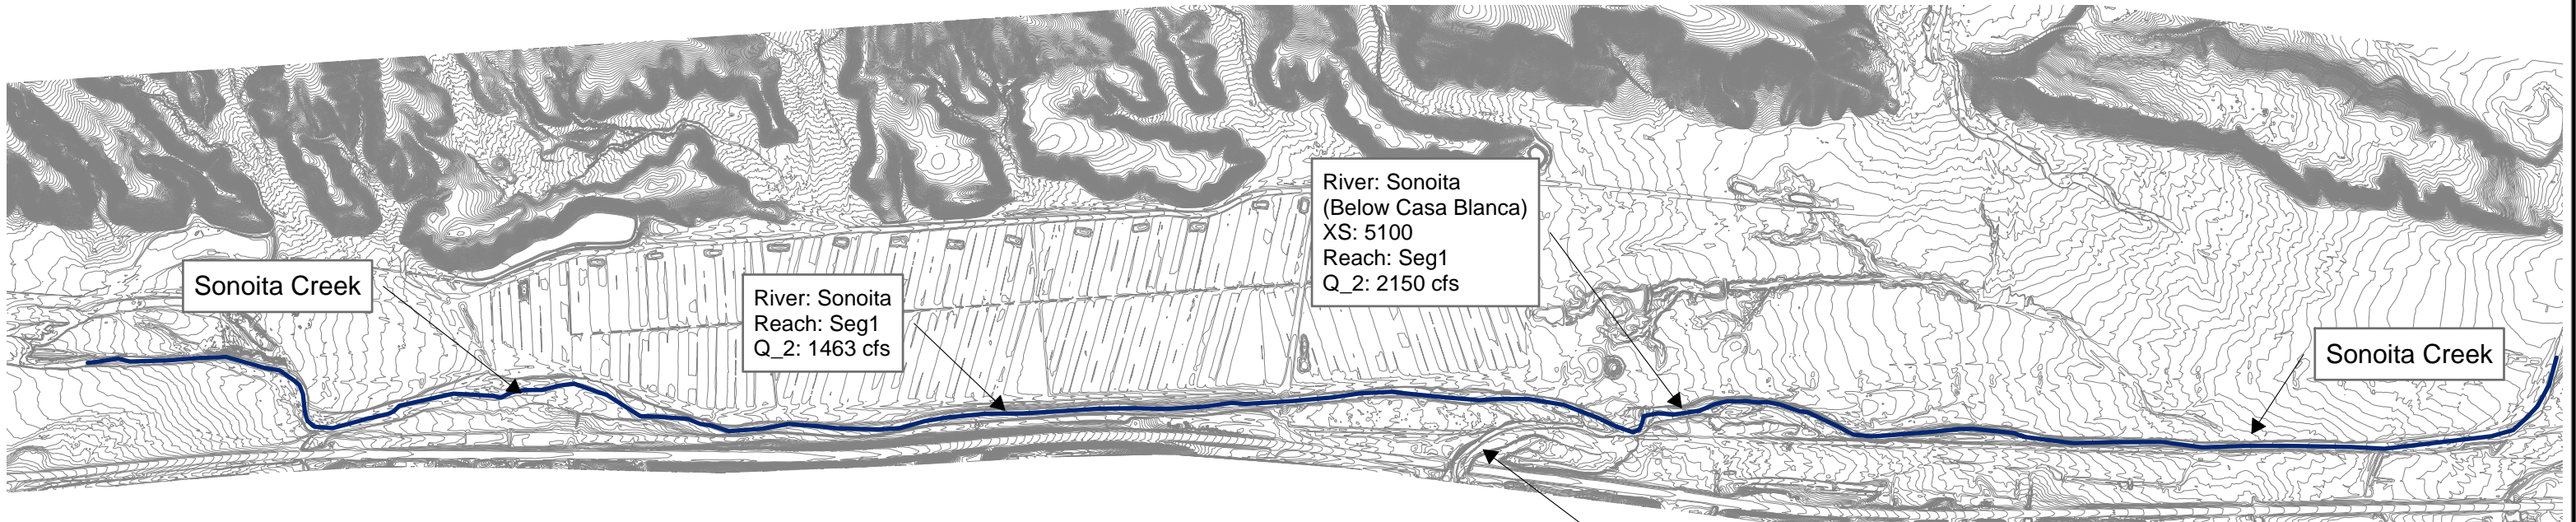 Sonoita Creek
River: Sonoita
Reach: Seg1
Q_2: 1463 cfs
River: Sonoita
(Below Casa Blanca)
XS: 5100
Reach: Seg1
Q_2: 2150 cfs
Sonoita Creek